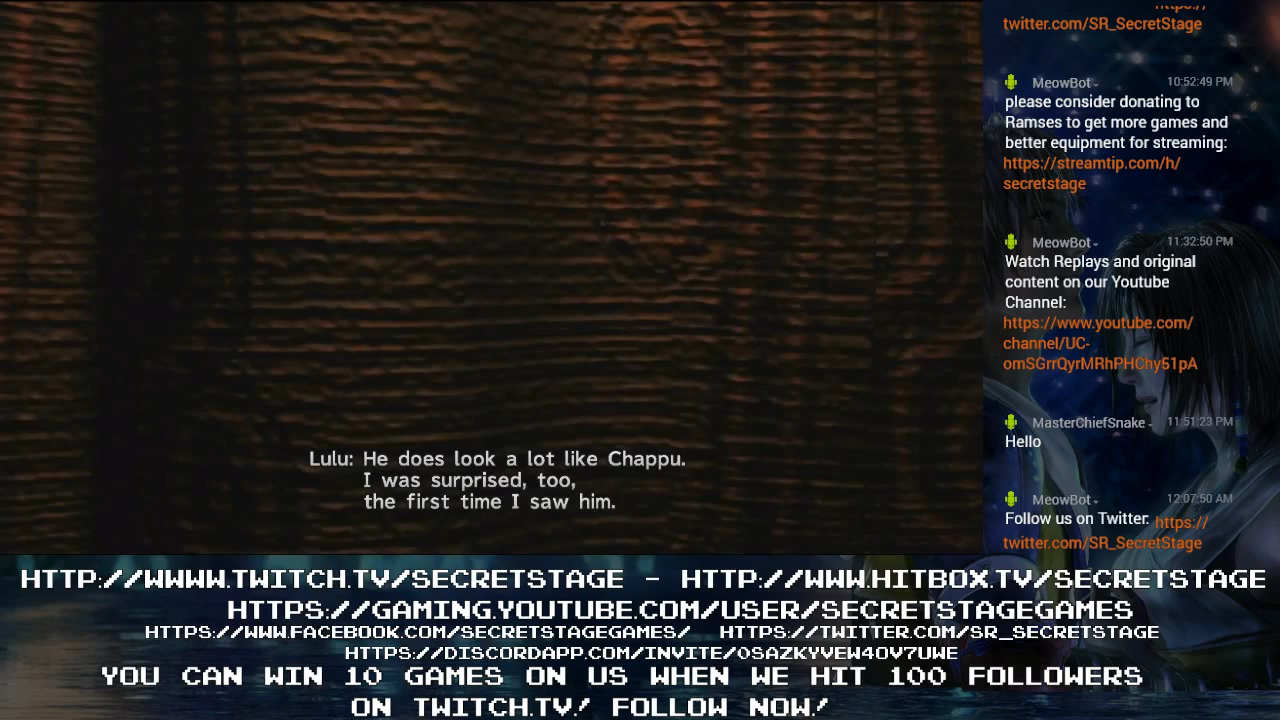 Lulu: He does look a lot like Chappu.
I was surprised, too,
the first time I saw him.
twitter.com/SR_SecretStage
MeowBot 10:52:49 PM
please consider donating to
Ramses to get more games and
better equipment for streaming:
https://streamtip.com/h/
secretstage
MeowBot 11:32:50 PM
Watch Replays and original
content on our Youtube
Channel:
https://www.youtube.com/
channel/UC-
omSGrrQyrMRhPHChy51pA
MasterChiefSnake 11:51:23 PM
Hello
MeowBot 12:07:50 AM
Follow us on Twitter: https://
twitter.com/SR_SecretStage
HTTP://WWWW.TWITCH.TV/SECRETSTAGE - HTTP://WWW.HITBOX.TV/SECRETSTAGE
HTTPS://GAMING.YOUTUBE.COM/USER/SECRETSTAGEGAMES
HTTPS://WWW.FACEBOOK.COM/SECRETSTAGEGAMES/ HTTPS://TWITTER.COM/SR_SECRETSTAGE
HTTPS://DISCORDAPP.COM/INVITE/0SAZKYVEW4OV7UWE
YOU CAN WIN 10 GAMES ON US WHEN WE HIT 100 FOLLOWERS
ON TWITCH.TV! FOLLOW NOW!